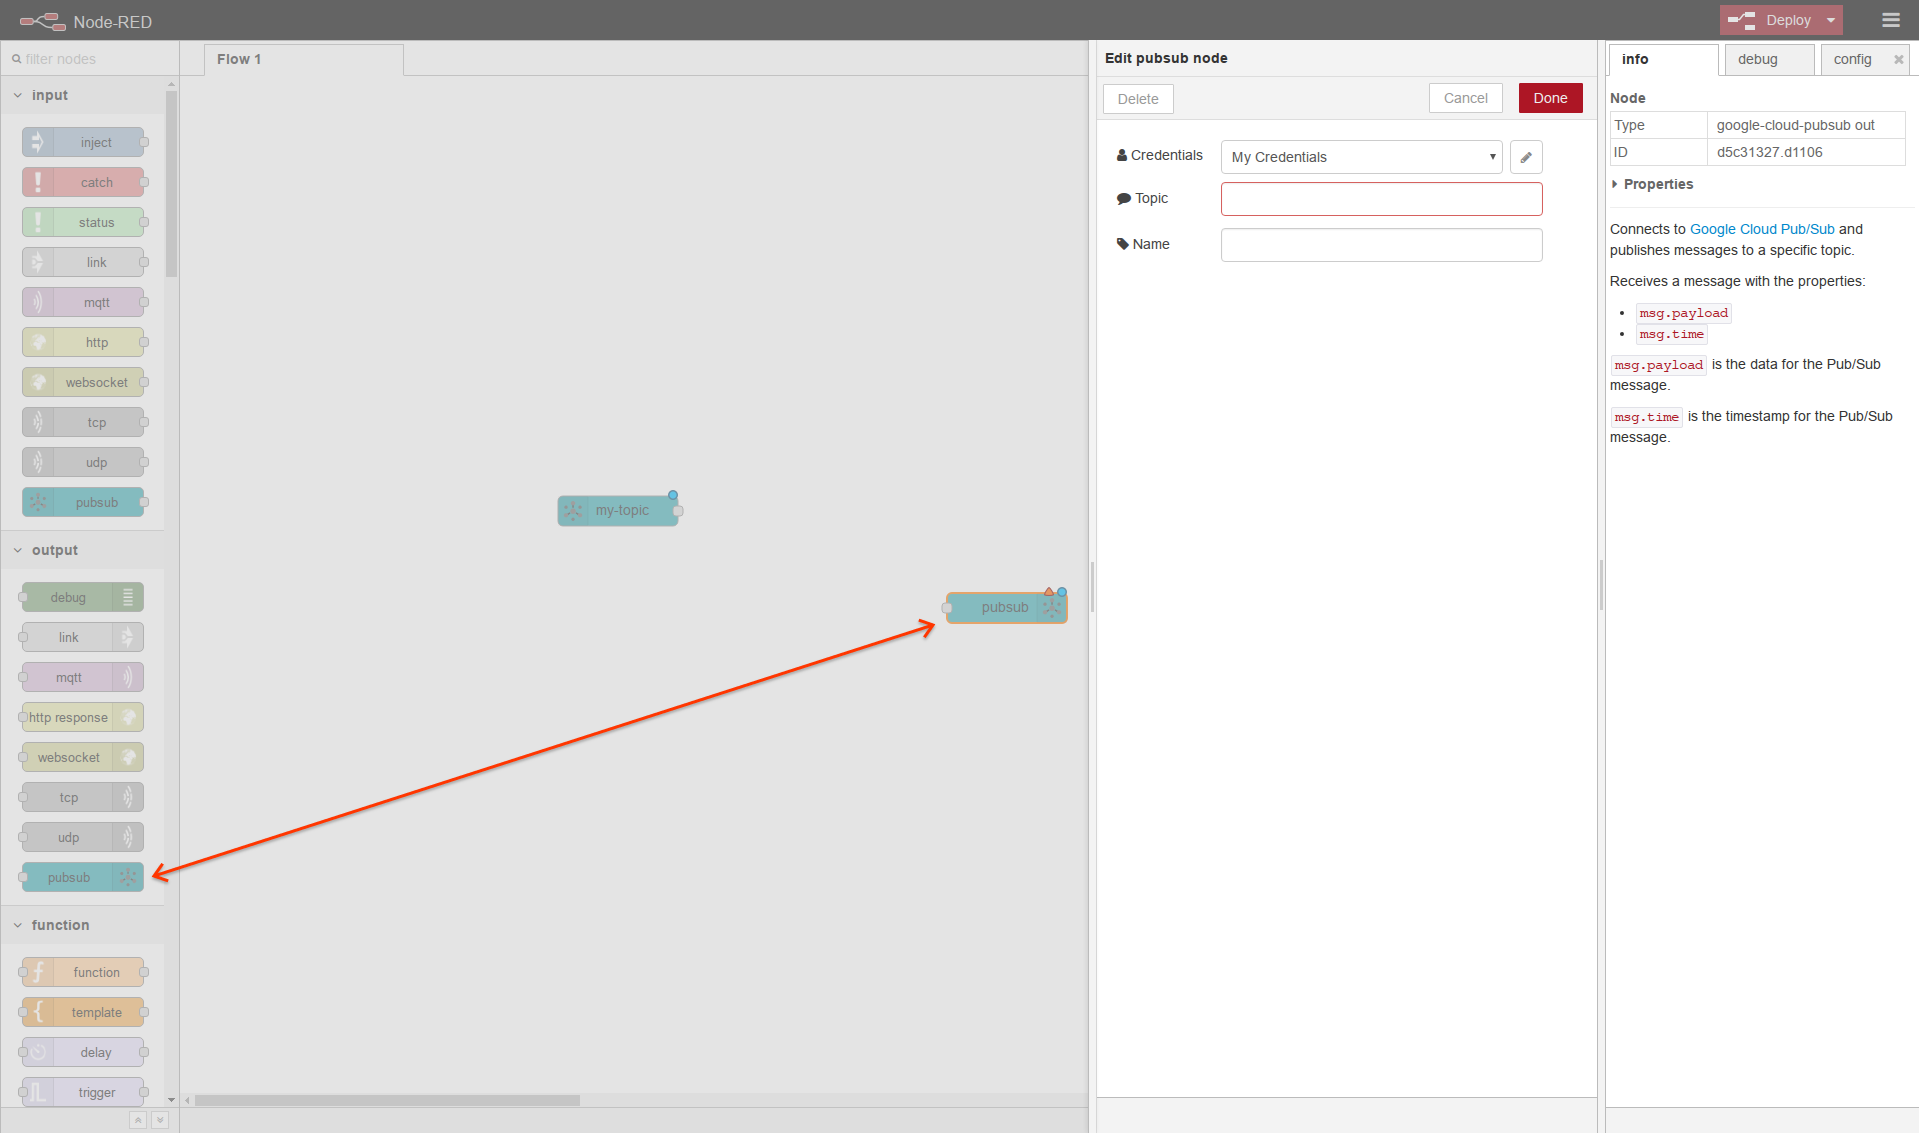 Node-RED
Deploy
filter nodes
input
inject
catch
status
link
mqtt
http
websocket
tcp
udp
pubsub
output
debug
link
mqtt
http response
websocket
tcp
udp
pubsub
function
function
template
delay
trigger
Flow 1
my-topic
pubsub
Edit pubsub node
Delete
Cancel
Done
Credentials
My Credentials
Topic
Name
info
debug
config
Node
Type
google-cloud-pubsub out
ID
d5c31327.d1106
Properties
Connects to Google Cloud Pub/Sub and
publishes messages to a specific topic.
Receives a message with the properties:
msg.payload
msg.time
msg.payload is the data for the Pub/Sub
message.
msg.time is the timestamp for the Pub/Sub
message.